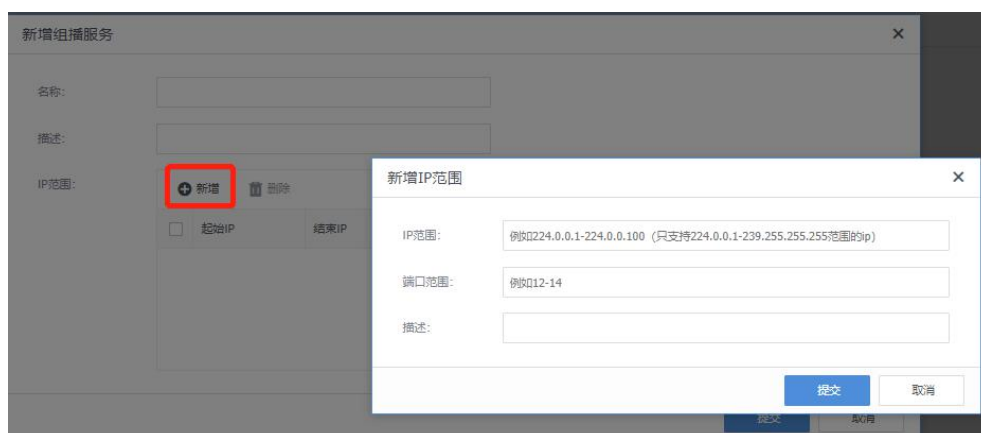 新增组播服务
名称:
描述:
IP范围:
新增 删除
起始IP 结束IP
新增IP范围
IP范围: 例如224.0.0.1-224.0.0.100（只支持224.0.0.1-239.255.255.255范围的ip）
端口范围: 例如12-14
描述:
提交 取消
提交 取消